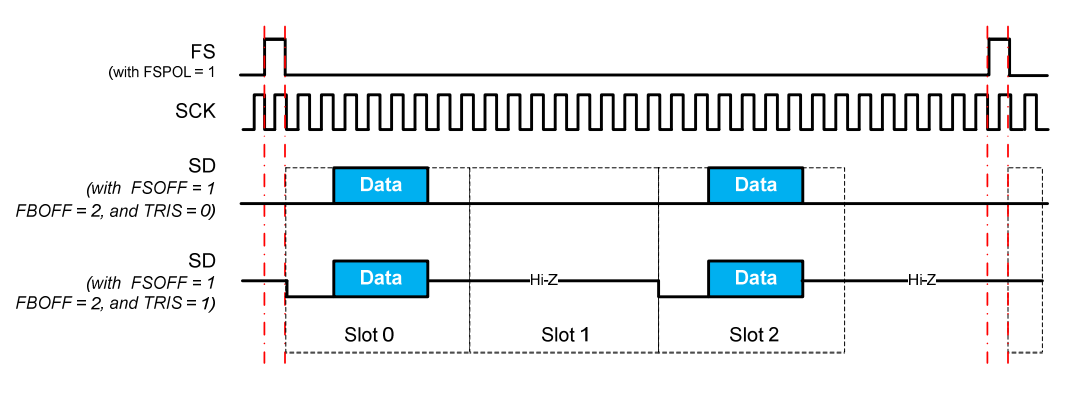 FS
(with FSPOL = 1
SCK
SD
(with FSOFF = 1
FBOFF = 2, and TRIS = 0)
Data
Data
SD
(with FSOFF = 1
FBOFF = 2, and TRIS = 1)
Data
Hi-Z
Data
Hi-Z
Slot 0
Slot 1
Slot 2